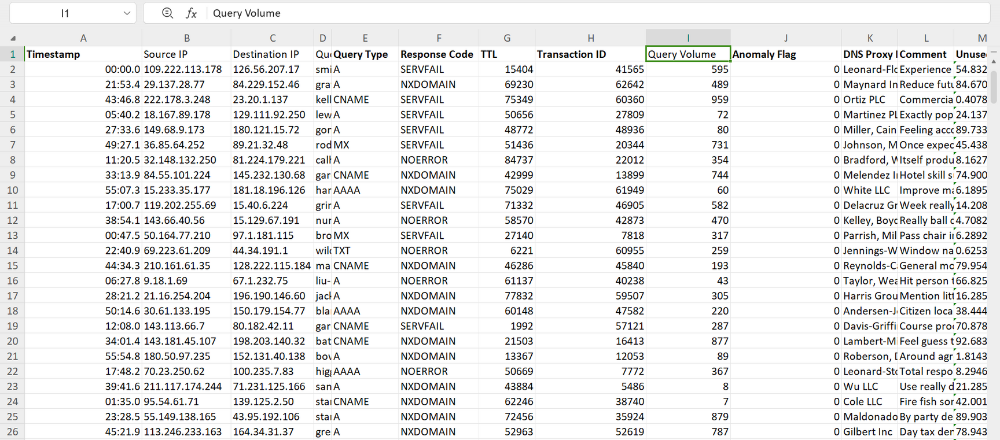 I1 fx Query Volume
A B C D E F G H I J K L M
1 Timestamp Source IP Destination IP Que Query Type Response Code TTL Transaction ID Query Volume Anomaly Flag DNS Proxy Comment Unuse
2 00:00.0 109.222.113.178 126.56.207.17 smi A SERVFAIL 15404 41565 595 0 Leonard-Flo Experience 54.832
3 21:53.4 29.137.28.77 84.229.152.46 gra A NXDOMAIN 69230 62642 489 0 Maynard In Reduce futu 84.670
4 43:46.8 222.178.3.248 23.20.1.137 kell CNAME SERVFAIL 75349 60360 959 0 Ortiz PLC Commercia 0.4078
5 05:40.2 18.167.89.178 129.111.92.250 lew A SERVFAIL 50656 27809 72 0 Martinez PL Exactly pop 24.137
6 27:33.6 149.68.9.173 180.121.15.72 gor A SERVFAIL 48772 48936 80 0 Miller, Cain Feeling acco 89.733
7 49:27.1 36.85.64.252 89.21.32.48 rod MX SERVFAIL 51436 20344 731 0 Johnson, M Once expec 45.438
8 11:20.5 32.148.132.250 81.224.179.221 calh A NOERROR 84737 22012 354 0 Bradford, W Itself produ 8.1627
9 33:13.9 84.55.101.224 145.232.130.68 gar CNAME NXDOMAIN 42999 13899 744 0 Melendez I Hotel skill s 74.900
10 55:07.3 15.233.35.177 181.18.196.126 har AAAA NXDOMAIN 75029 61949 60 0 White LLC Improve ma 6.1895
11 17:00.7 119.202.255.69 15.40.6.224 grir A SERVFAIL 71332 46905 582 0 Delacruz Gr Week really 14.208
12 38:54.1 143.66.40.56 15.129.67.191 nur A NOERROR 58570 42873 470 0 Kelley, Boyd Really ball c 4.7082
13 00:47.5 50.164.77.210 97.1.181.115 bro MX SERVFAIL 27140 7818 317 0 Parrish, Mil Pass chair i 6.2892
14 22:40.9 69.223.61.209 44.34.191.1 wil TXT NOERROR 6221 60955 259 0 Jennings-W Window na 0.6253
15 44:34.3 210.161.61.35 128.222.115.184 ma CNAME NXDOMAIN 46286 45840 193 0 Reynolds-C General mo 79.954
16 06:27.8 9.18.1.69 67.1.232.75 liu- A NOERROR 61137 40238 43 0 Taylor, Wea Hit person t 66.825
17 28:21.2 21.16.254.204 196.190.146.60 jack A NXDOMAIN 77832 59507 305 0 Harris Grou Mention litt 16.285
18 50:14.6 30.61.133.195 150.179.154.77 bla AAAA NXDOMAIN 60148 47582 220 0 Andersen-J Citizen loca 38.444
19 12:08.0 143.113.66.7 80.182.42.11 gar CNAME SERVFAIL 1992 57121 287 0 Davis-Griffi Course pro 70.878
20 34:01.4 143.181.45.107 198.203.140.32 bat CNAME NXDOMAIN 21503 16413 877 0 Lambert-Mi Feel guess t 92.683
21 55:54.8 180.50.97.235 152.131.40.138 bow A NXDOMAIN 13367 12053 89 0 Roberson, Around agr 1.8143
22 17:48.2 70.23.250.62 100.235.7.83 hig AAAA NOERROR 50669 7772 367 0 Leonard-Sto Total respo 8.2946
23 39:41.6 211.117.174.244 71.231.125.166 san A NXDOMAIN 43884 5486 8 0 Wu LLC Use really d 21.285
24 01:35.0 95.54.61.71 139.125.2.50 sta CNAME NXDOMAIN 62246 38740 7 0 Cole LLC Fire fish sor 42.001
25 23:28.5 55.149.138.165 43.95.192.106 sta A NXDOMAIN 72456 35924 879 0 Maldonado By party de 89.903
26 45:21.9 113.246.233.163 164.34.31.37 gre A NXDOMAIN 52963 52619 787 0 Gilbert Inc Day tax der 78.943